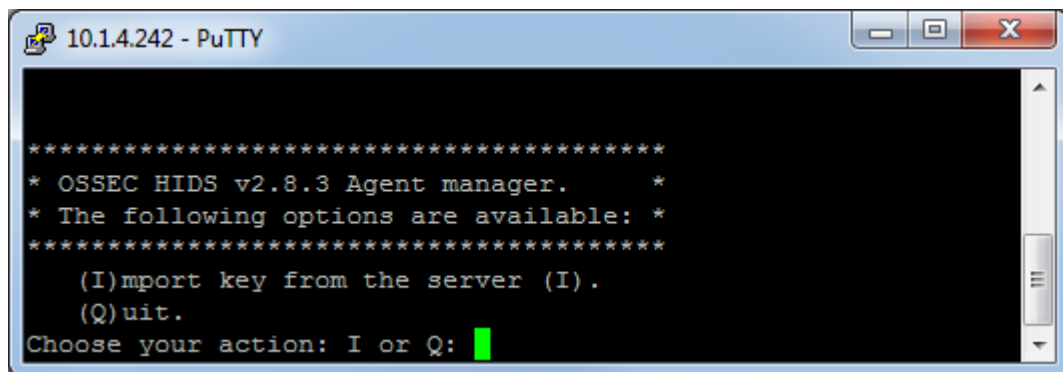 10.1.4.242 - PuTTY
*****************************************
* OSSEC HIDS v2.8.3 Agent manager.     *
* The following options are available: *
*****************************************
   (I)mport key from the server (I).
   (Q)uit.
Choose your action: I or Q: